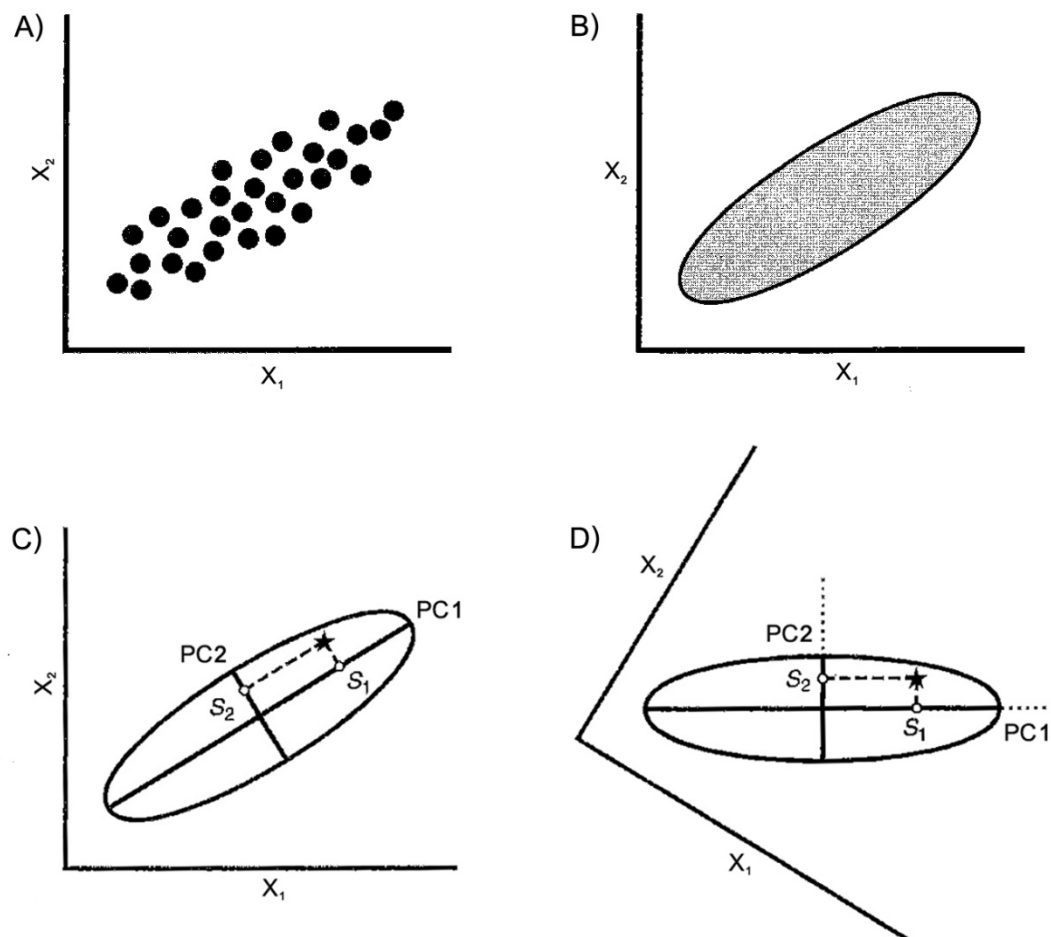 A)
X₂
X₁
B)
X₂
X₁
C)
X₂
PC2
PC1
S₂
S₁
X₁
D)
X₂
PC2
S₂
S₁
PC1
X₁